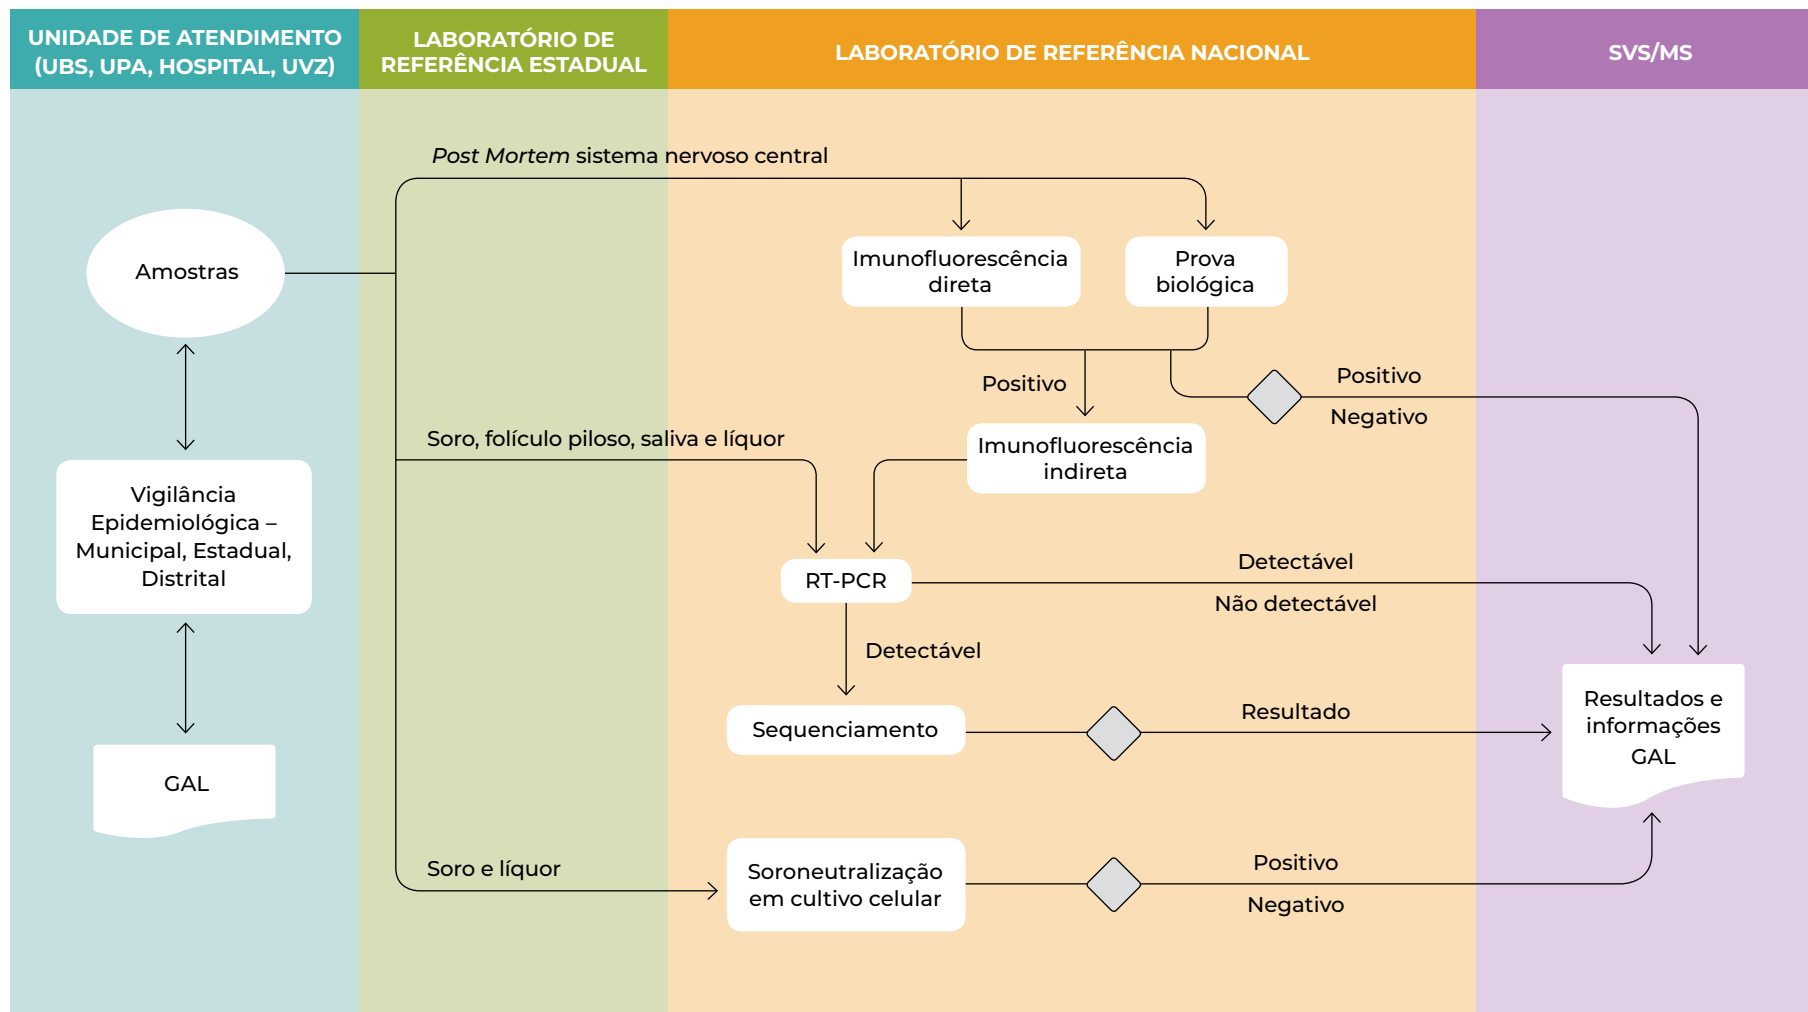 UNIDADE DE ATENDIMENTO
(UBS, UPA, HOSPITAL, UVZ)
LABORATÓRIO DE
REFERÊNCIA ESTADUAL
LABORATÓRIO DE REFERÊNCIA NACIONAL
SVS/MS
Post Mortem sistema nervoso central
Amostras
Imunofluorescência
direta
Prova
biológica
Positivo
Positivo
Negativo
Soro, folículo piloso, saliva e líquor
Imunofluorescência
indireta
Vigilância
Epidemiológica –
Municipal, Estadual,
Distrital
RT-PCR
Detectável
Não detectável
Detectável
Sequenciamento
Resultado
Resultados e
informações
GAL
GAL
Soro e líquor
Soroneutralização
em cultivo celular
Positivo
Negativo